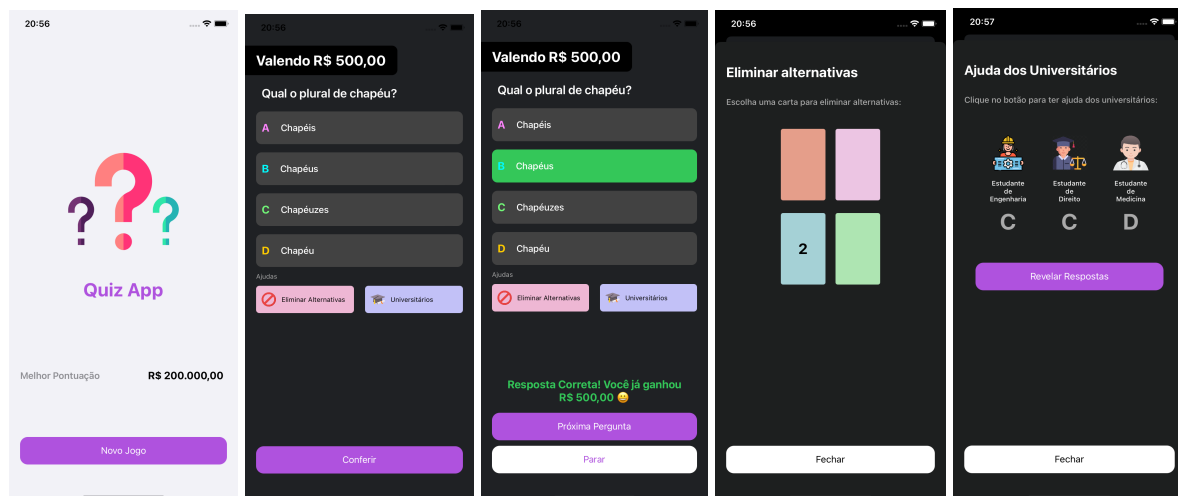 20:56
Quiz App
Melhor Pontuação
R$ 200.000,00
Novo Jogo
20:56
Valendo R$ 500,00
Qual o plural de chapéu?
A Chapéis
B Chapéus
C Chapéuzes
D Chapéu
Ajudas
Eliminar Alternativas
Universitários
Conferir
20:56
Valendo R$ 500,00
Qual o plural de chapéu?
A Chapéis
B Chapéus
C Chapéuzes
D Chapéu
Ajudas
Eliminar Alternativas
Universitários
Resposta Correta! Você já ganhou
R$ 500,00
Próxima Pergunta
Parar
20:56
Eliminar alternativas
Escolha uma carta para eliminar alternativas:
2
Fechar
20:57
Ajuda dos Universitários
Clique no botão para ter ajuda dos universitários:
Estudante
de
Engenharia
C
Estudante
de
Direito
C
Estudante
de
Medicina
D
Revelar Respostas
Fechar